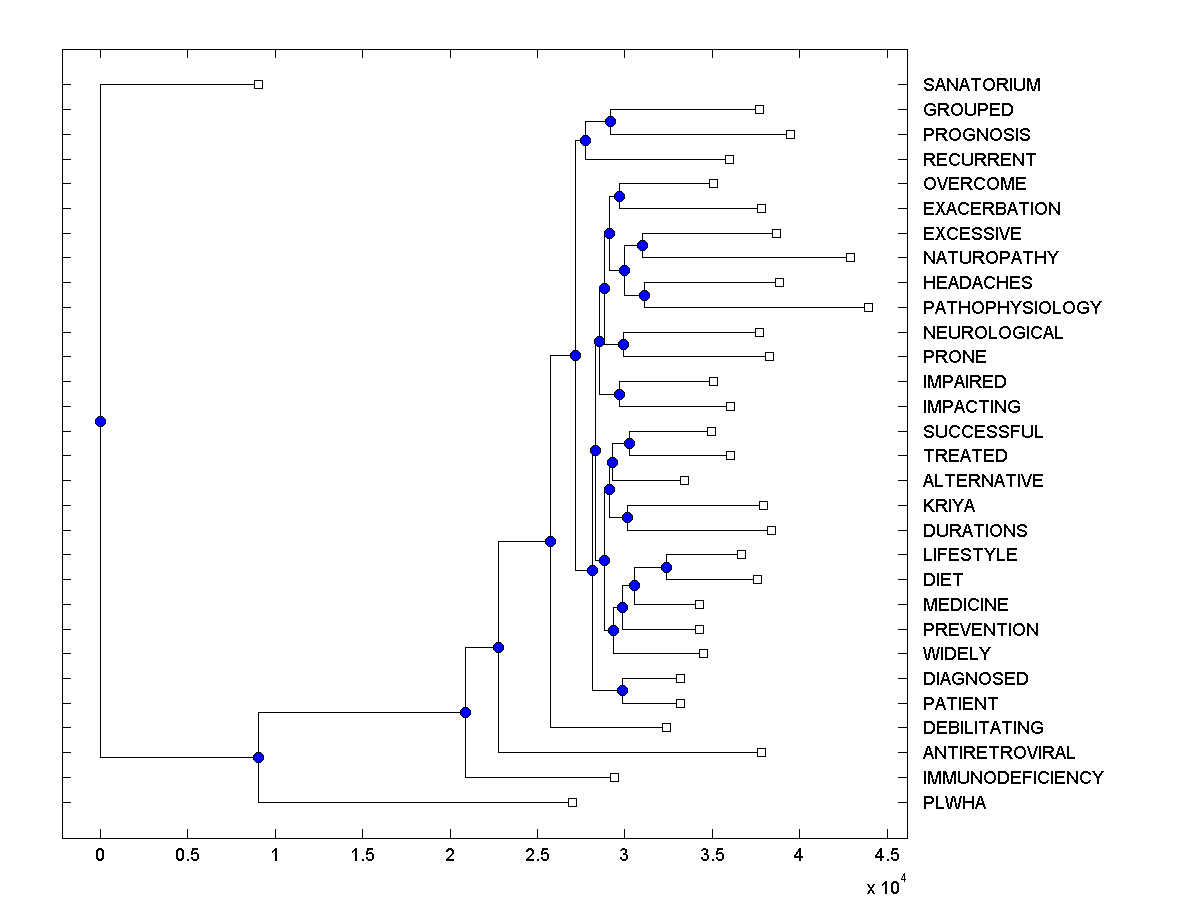 SANATORIUM
GROUPED
PROGNOSIS
RECURRENT
OVERCOME
EXACERBATION
EXCESSIVE
NATUROPATHY
HEADACHES
PATHOPHYSIOLOGY
NEUROLOGICAL
PRONE
IMPAIRED
IMPACTING
SUCCESSFUL
TREATED
ALTERNATIVE
KRIYA
DURATIONS
LIFESTYLE
DIET
MEDICINE
PREVENTION
WIDELY
DIAGNOSED
PATIENT
DEBILITATING
ANTIRETROVIRAL
IMMUNODEFICIENCY
PLWHA
0 0.5 1 1.5 2 2.5 3 3.5 4 4.5
x 10^4